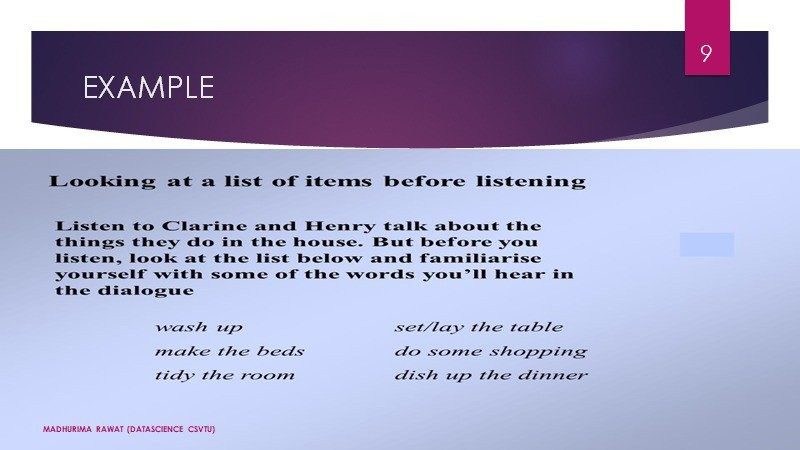 9
EXAMPLE
Looking at a list of items before listening
Listen to Clarine and Henry talk about the
things they do in the house. But before you
listen, look at the list below and familiarise
yourself with some of the words you’ll hear in
the dialogue
wash up set/lay the table
make the beds do some shopping
tidy the room dish up the dinner
MADHURIMA RAWAT (DATASCIENCE CSVTU)